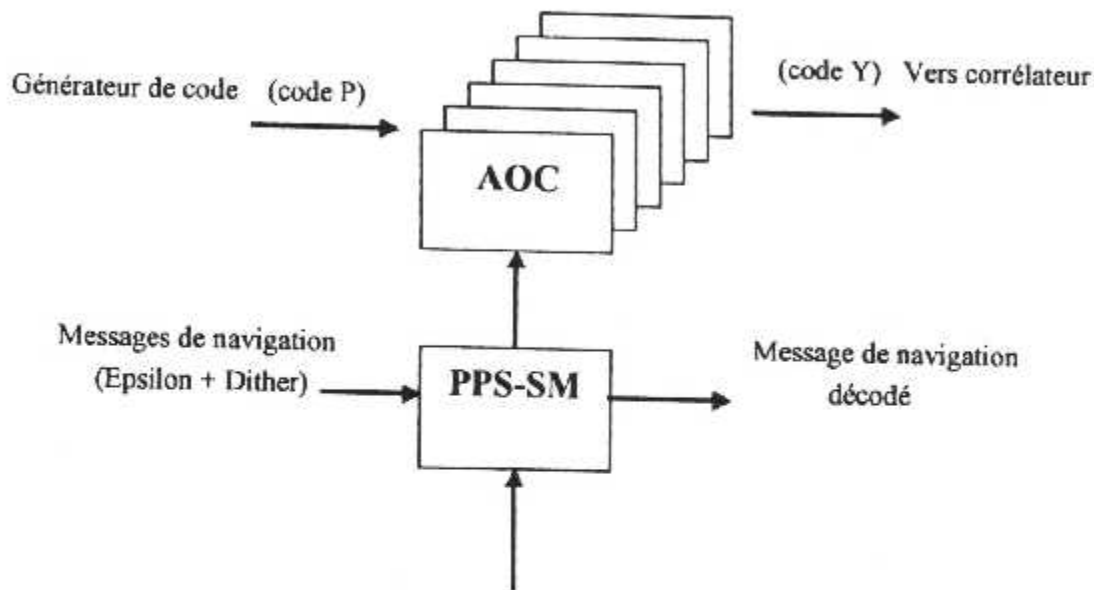 Générateur de code (code P)
(code Y) Vers corrélateur
AOC
Messages de navigation
(Epsilon + Dither)
PPS-SM
Message de navigation
décodé